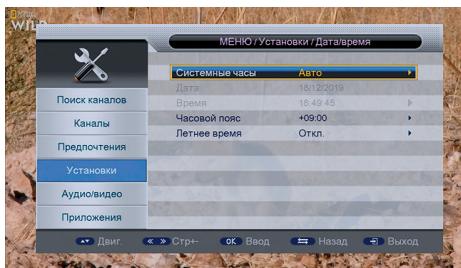 WILD
МЕНЮ / Установки / Дата/время
Системные часы Авто
Дата 18/12/2019
Время 18:49:45
Часовой пояс +09:00
Летнее время Откл.
Поиск каналов
Каналы
Предпочтения
Установки
Аудио/видео
Приложения
Двиг. Стр+- OK Ввод Назад Выход